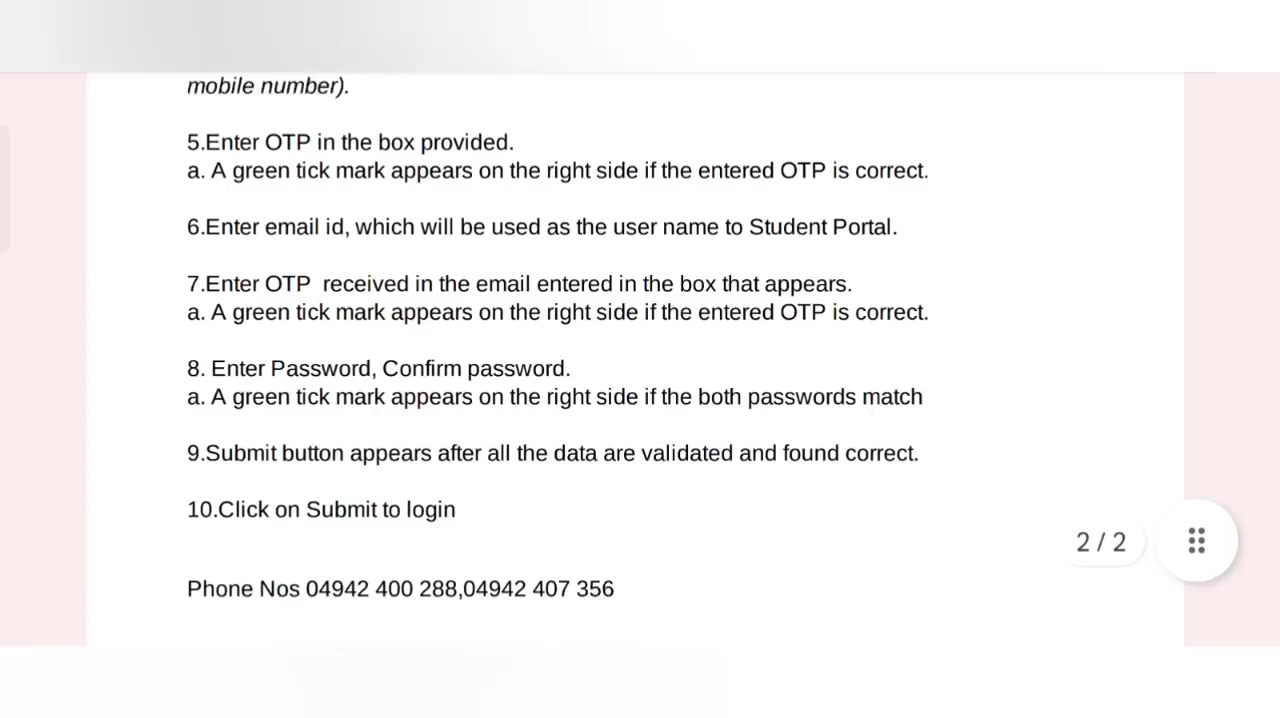 mobile number).
5.Enter OTP in the box provided.
a. A green tick mark appears on the right side if the entered OTP is correct.
6.Enter email id, which will be used as the user name to Student Portal.
7.Enter OTP  received in the email entered in the box that appears.
a. A green tick mark appears on the right side if the entered OTP is correct.
8. Enter Password, Confirm password.
a. A green tick mark appears on the right side if the both passwords match
9.Submit button appears after all the data are validated and found correct.
10.Click on Submit to login
2 / 2
Phone Nos 04942 400 288,04942 407 356